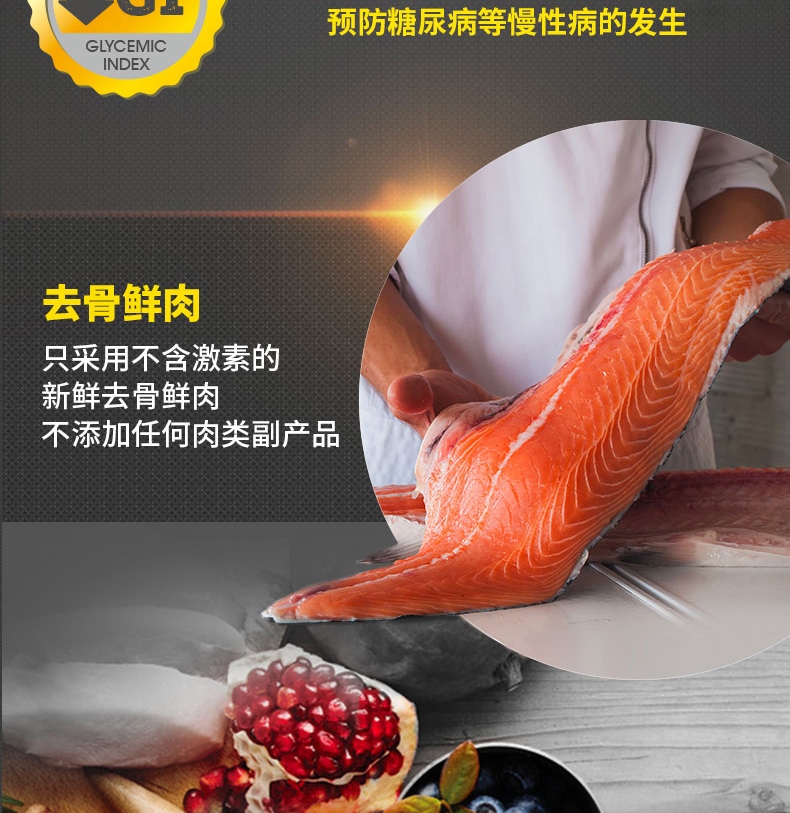 GI
预防糖尿病等慢性病的发生
GLYCEMIC
INDEX
去骨鲜肉
只采用不含激素的
新鲜去骨鲜肉
不添加任何肉类副产品